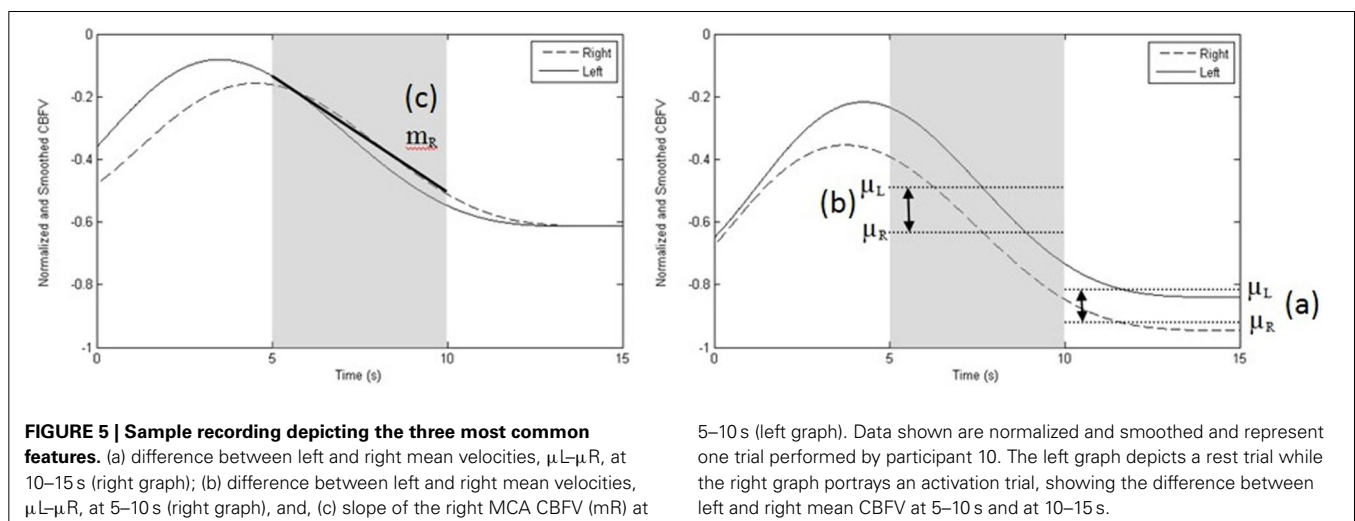 0
-0.2
-0.4
-0.6
-0.8
-1
Normalized and Smoothed CBFV
Right
Left
(c)
mR
0
5
10
15
Time (s)
0
-0.2
-0.4
-0.6
-0.8
-1
Normalized and Smoothed CBFV
Right
Left
(b)
μL
μR
μL
μR
(a)
0
5
10
15
Time (s)
FIGURE 5 | Sample recording depicting the three most common
features. (a) difference between left and right mean velocities, μL–μR, at
10–15 s (right graph); (b) difference between left and right mean velocities,
μL–μR, at 5–10 s (right graph), and, (c) slope of the right MCA CBFV (mR) at
5–10 s (left graph). Data shown are normalized and smoothed and represent
one trial performed by participant 10. The left graph depicts a rest trial while
the right graph portrays an activation trial, showing the difference between
left and right mean CBFV at 5–10 s and at 10–15 s.